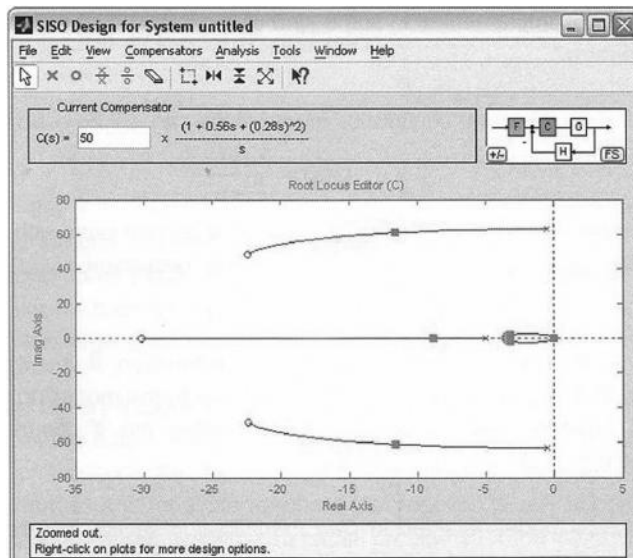 SISO Design for System untitled
File Edit View Compensators Analysis Tools Window Help
Current Compensator
C(s) = 50 x (1 + 0.56s + (0.28s)^2)
s
F C G
H
+/- FS
Root Locus Editor (C)
Imag Axis
80
60
40
20
0
-20
-40
-60
-80
-35 -30 -25 -20 -15 -10 -5 0 5
Real Axis
Zoomed out.
Right-click on plots for more design options.